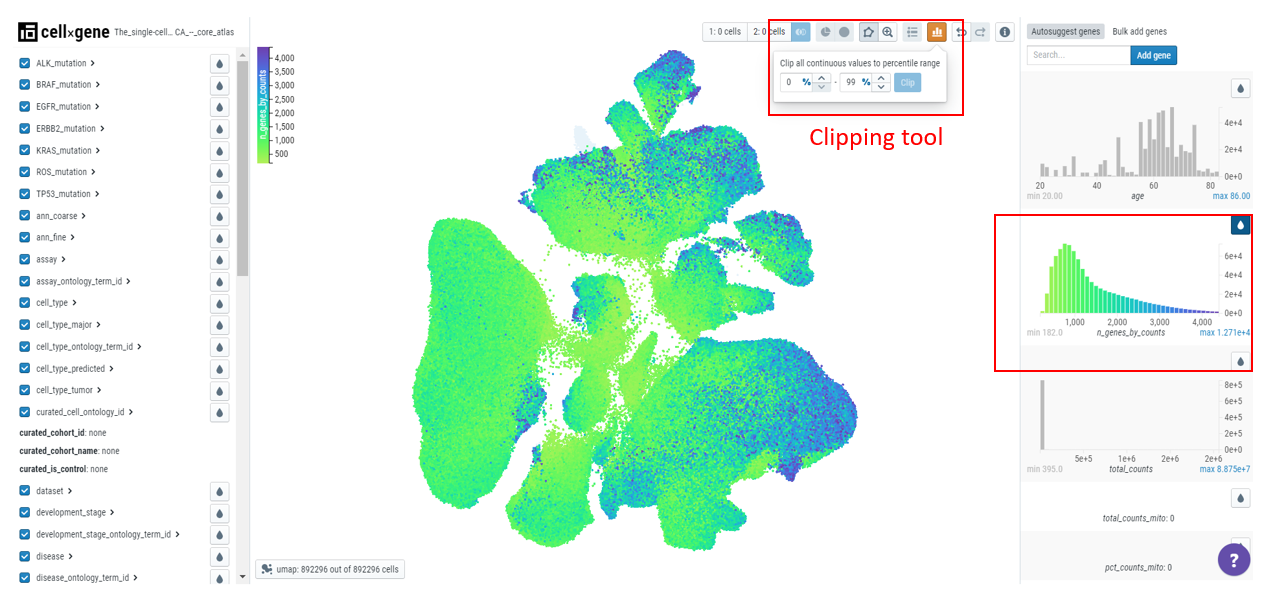 cellxgene The_single-cell... CA_--_core_atlas
ALK_mutation
BRAF_mutation
EGFR_mutation
ERBB2_mutation
KRAS_mutation
ROS_mutation
TP53_mutation
ann_coarse
ann_fine
assay
assay_ontology_term_id
cell_type
cell_type_major
cell_type_ontology_term_id
cell_type_predicted
cell_type_tumor
curated_cell_ontology_id
curated_cohort_id: none
curated_cohort_name: none
curated_is_control: none
dataset
development_stage
development_stage_ontology_term_id
disease
disease_ontology_term_id
n_genes_by_counts
4,000
3,500
3,000
2,500
2,000
1,500
1,000
500
1: 0 cells 2: 0 cells
Clip all continuous values to percentile range
0 % - 99 % Clip
Clipping tool
umap: 892296 out of 892296 cells
Autosuggest genes Bulk add genes
Search... Add gene
4e+4
2e+4
0e+0
20 40 60 80
min 20.00 age max 86.00
6e+4
4e+4
2e+4
0e+0
1,000 2,000 3,000 4,000
min 182.0 n_genes_by_counts max 1.271e+4
8e+5
6e+5
4e+5
2e+5
0e+0
5e+5 1e+6 2e+6 2e+6
min 395.0 total_counts max 8.875e+7
total_counts_mito: 0
pct_counts_mito: 0
?